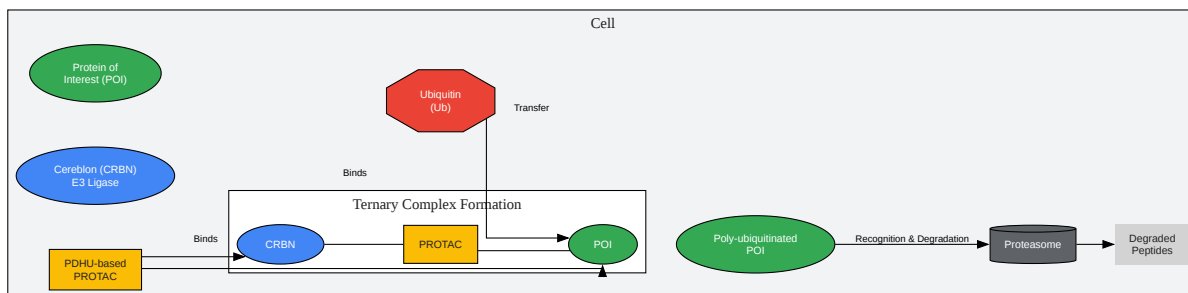 Cell
Protein of
Interest (POI)
Ubiquitin
(Ub)
Transfer
Cereblon (CRBN)
E3 Ligase
Binds
Ternary Complex Formation
Binds
CRBN
PROTAC
POI
PDHU-based
PROTAC
Poly-ubiquitinated
POI
Recognition & Degradation
Proteasome
Degraded
Peptides